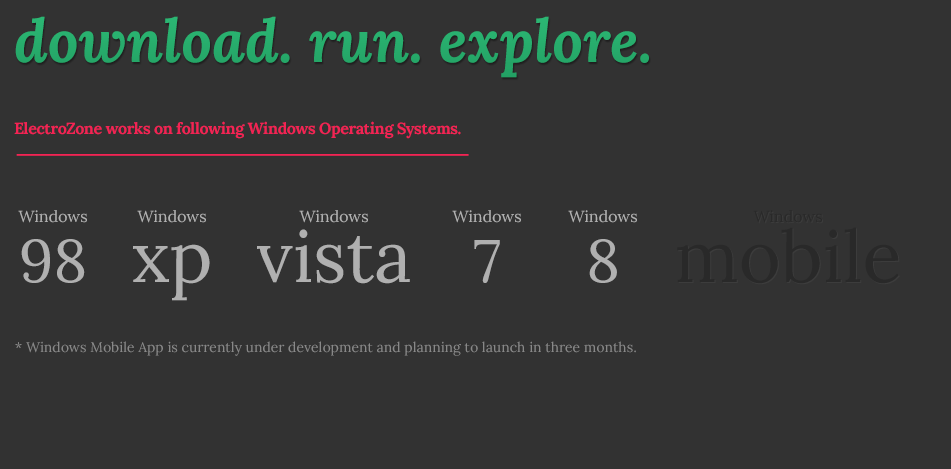 download. run. explore.
ElectroZone works on following Windows Operating Systems.
Windows Windows Windows Windows Windows Windows
98 xp vista 7 8 mobile
* Windows Mobile App is currently under development and planning to launch in three months.